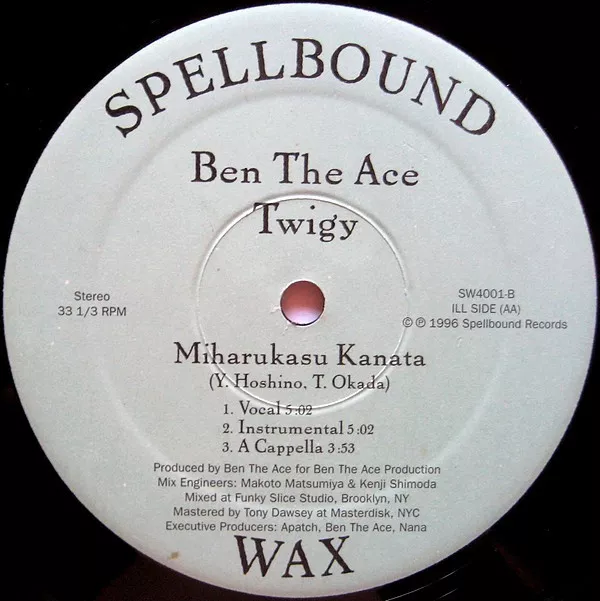 SPELLBOUND
Ben The Ace
Twigy
Stereo
33 1/3 RPM
SW4001-B
ILL SIDE (AA)
© ℗ 1996 Spellbound Records
Miharukasu Kanata
(Y. Hoshino, T. Okada)
1. Vocal 5:02
2. Instrumental 5:02
3. A Cappella 3:53
Produced by Ben The Ace for Ben The Ace Production
Mix Engineers: Makoto Matsumiya & Kenji Shimoda
Mixed at Funky Slice Studio, Brooklyn, NY
Mastered by Tony Dawsey at Masterdisk, NYC
Executive Producers: Apatch, Ben The Ace, Nana
WAX